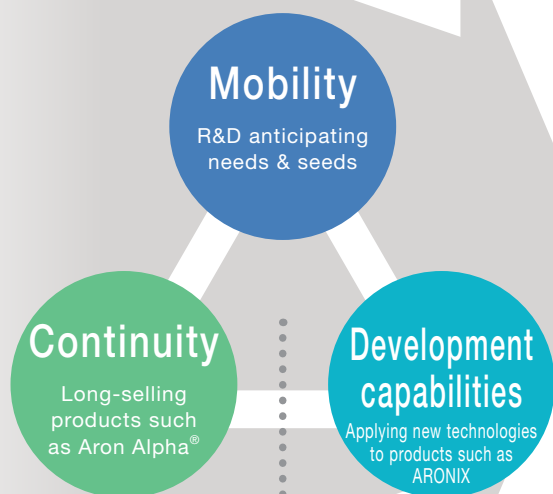 Mobility
R&D anticipating
needs & seeds
Continuity
Long-selling
products such
as Aron Alpha®
Development
capabilities
Applying new technologies
to products such as
ARONIX